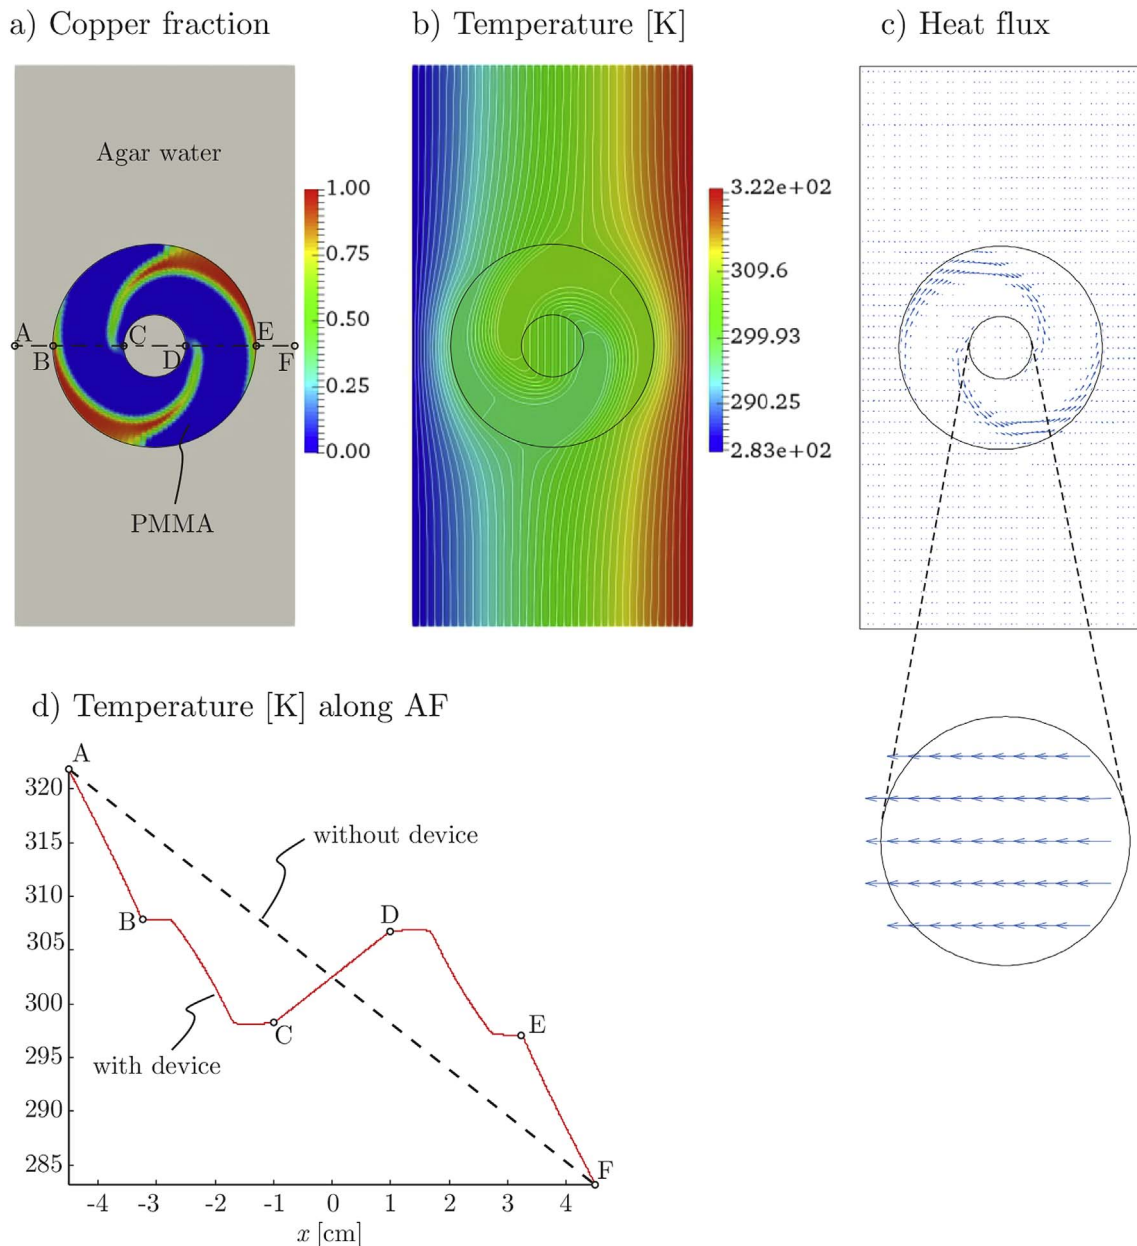 a) Copper fraction
b) Temperature [K]
c) Heat flux
Agar water
1.00
0.75
0.50
0.25
0.00
A
B
C
D
E
F
PMMA
3.22e+02
309.6
299.93
290.25
2.83e+02
d) Temperature [K] along AF
320
315
310
305
300
295
290
285
A
B
C
D
E
F
without device
with device
-4 -3 -2 -1 0 1 2 3 4
x [cm]